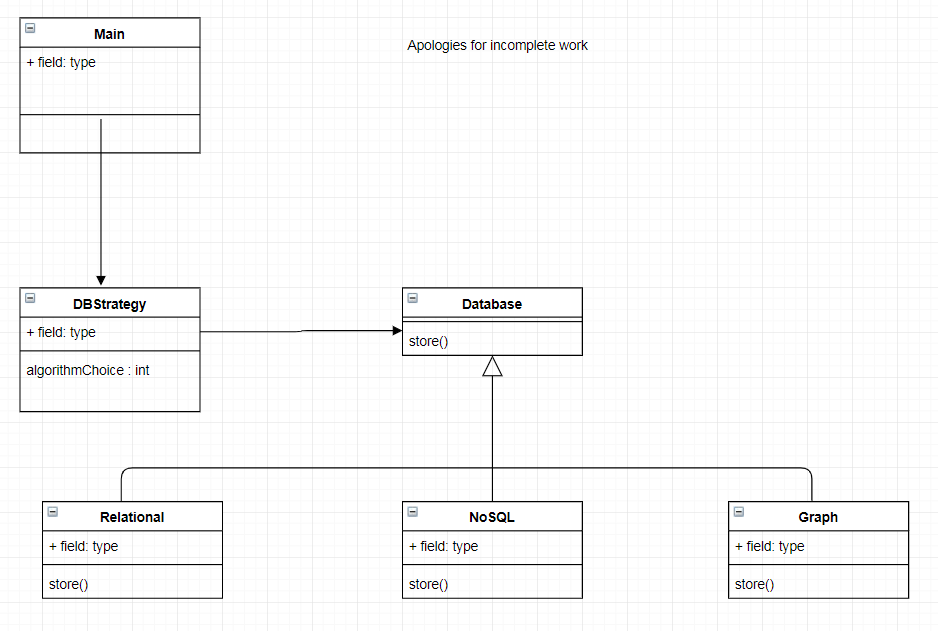 Main
+ field: type
Apologies for incomplete work
DBStrategy
+ field: type
algorithmChoice : int
Database
store()
Relational
+ field: type
store()
NoSQL
+ field: type
store()
Graph
+ field: type
store()